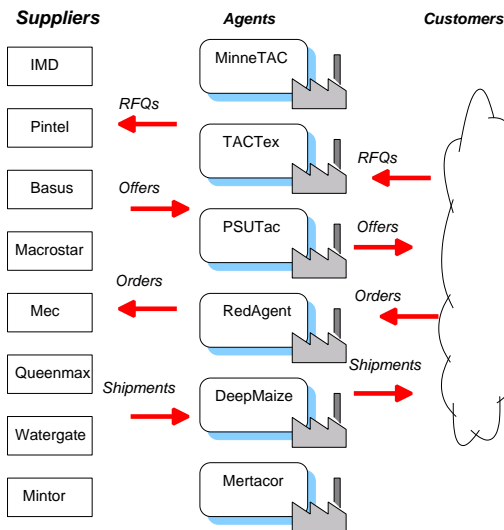 Suppliers
Agents
Customers
IMD
MinneTAC
RFQs
Pintel
TACTex
RFQs
Basus
Offers
PSUTac
Offers
Macrostar
Orders
Mec
RedAgent
Orders
Shipments
Queenmax
Shipments
DeepMaize
Watergate
Mintor
Mertacor